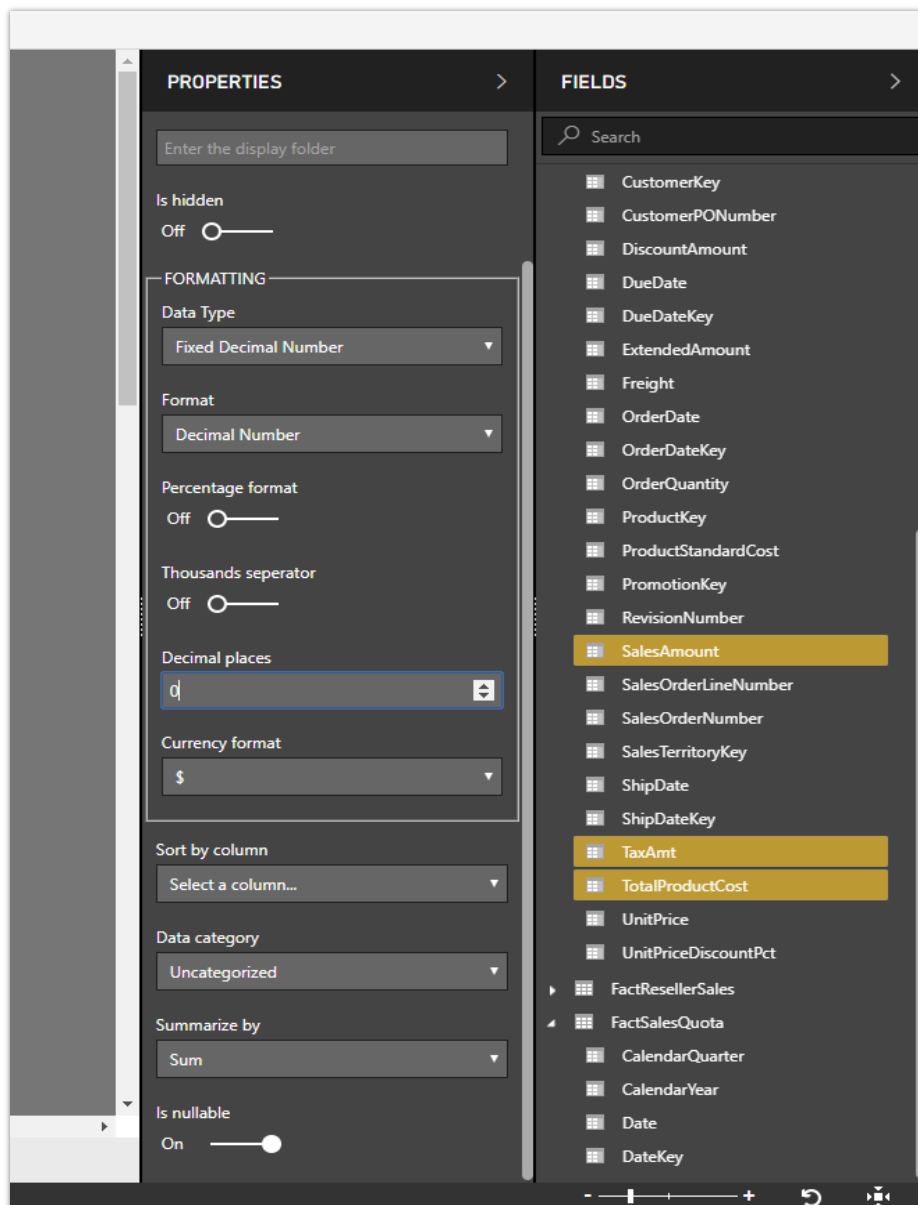 PROPERTIES
Enter the display folder
Is hidden
Off
FORMATTING
Data Type
Fixed Decimal Number
Format
Decimal Number
Percentage format
Off
Thousands seperator
Off
Decimal places
0
Currency format
$
Sort by column
Select a column...
Data category
Uncategorized
Summarize by
Sum
Is nullable
On
FIELDS
Search
CustomerKey
CustomerPONumber
DiscountAmount
DueDate
DueDateKey
ExtendedAmount
Freight
OrderDate
OrderDateKey
OrderQuantity
ProductKey
ProductStandardCost
PromotionKey
RevisionNumber
SalesAmount
SalesOrderLineNumber
SalesOrderNumber
SalesTerritoryKey
ShipDate
ShipDateKey
TaxAmt
TotalProductCost
UnitPrice
UnitPriceDiscountPct
FactResellerSales
FactSalesQuota
CalendarQuarter
CalendarYear
Date
DateKey
- +